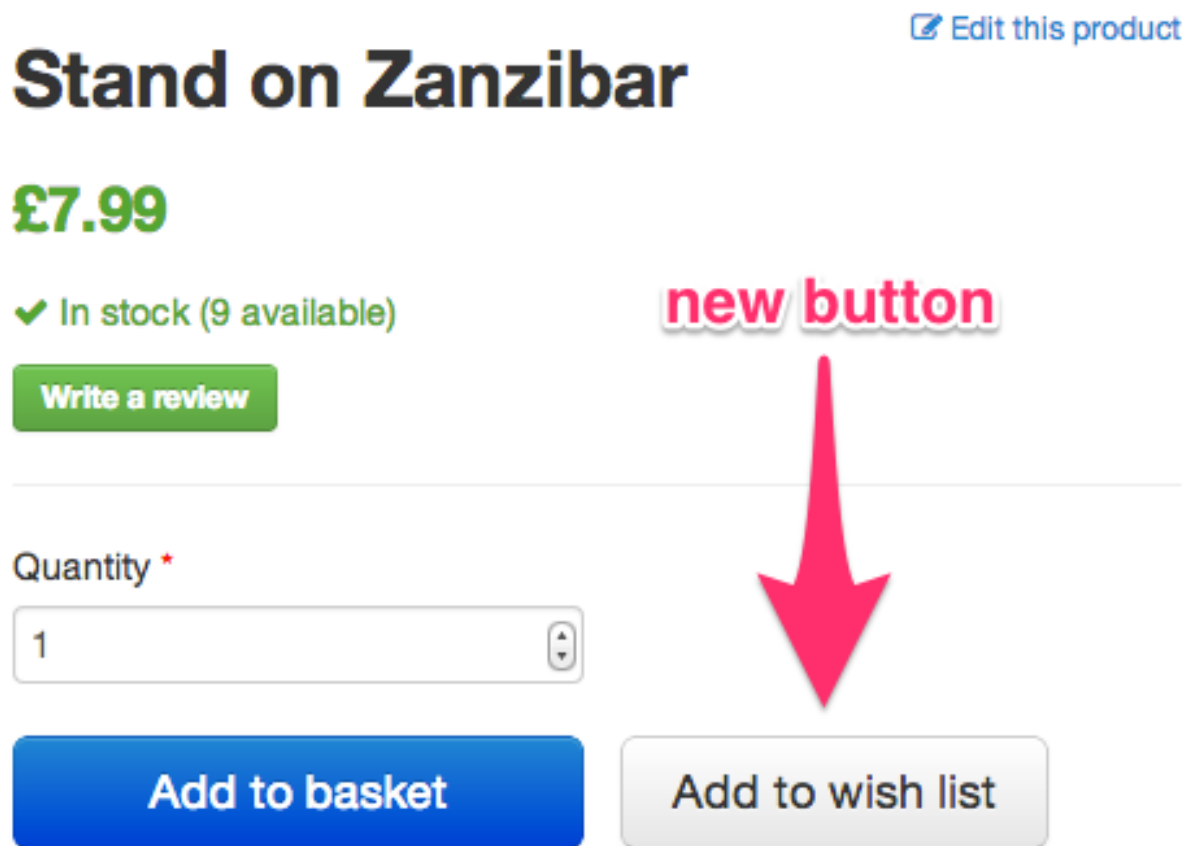 Edit this product
Stand on Zanzibar
£7.99
In stock (9 available)
new button
Write a review
Quantity *
1
Add to basket
Add to wish list